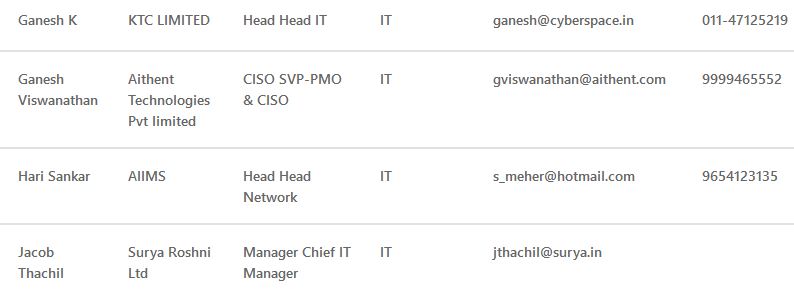 Ganesh K KTC LIMITED Head Head IT IT ganesh@cyberspace.in 011-47125219
Ganesh Aithent CISO SVP-PMO IT gviswanathan@aithent.com 9999465552
Viswanathan Technologies & CISO
Pvt limited
Hari Sankar AIIMS Head Head IT s_meher@hotmail.com 9654123135
Network
Jacob Surya Roshni Manager Chief IT IT jthachil@surya.in
Thachil Ltd Manager